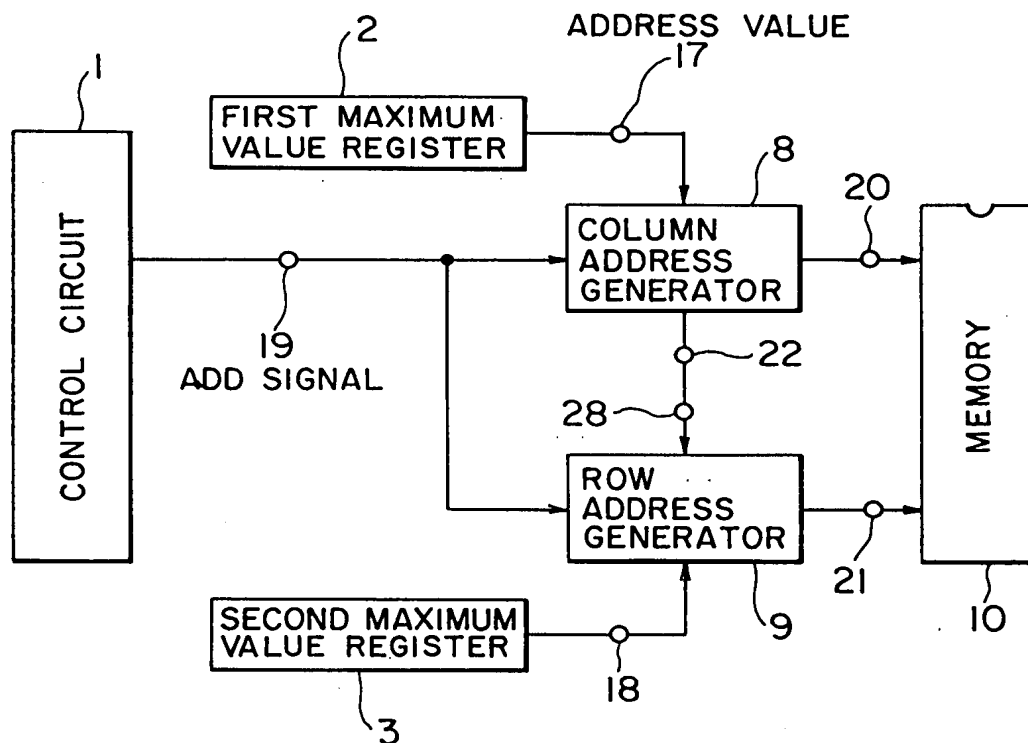 1
2
ADDRESS VALUE
17
FIRST MAXIMUM
VALUE REGISTER
8
20
CONTROL CIRCUIT
COLUMN
ADDRESS
GENERATOR
19
ADD SIGNAL
22
28
MEMORY
ROW
ADDRESS
GENERATOR
21
9
10
SECOND MAXIMUM
VALUE REGISTER
18
3